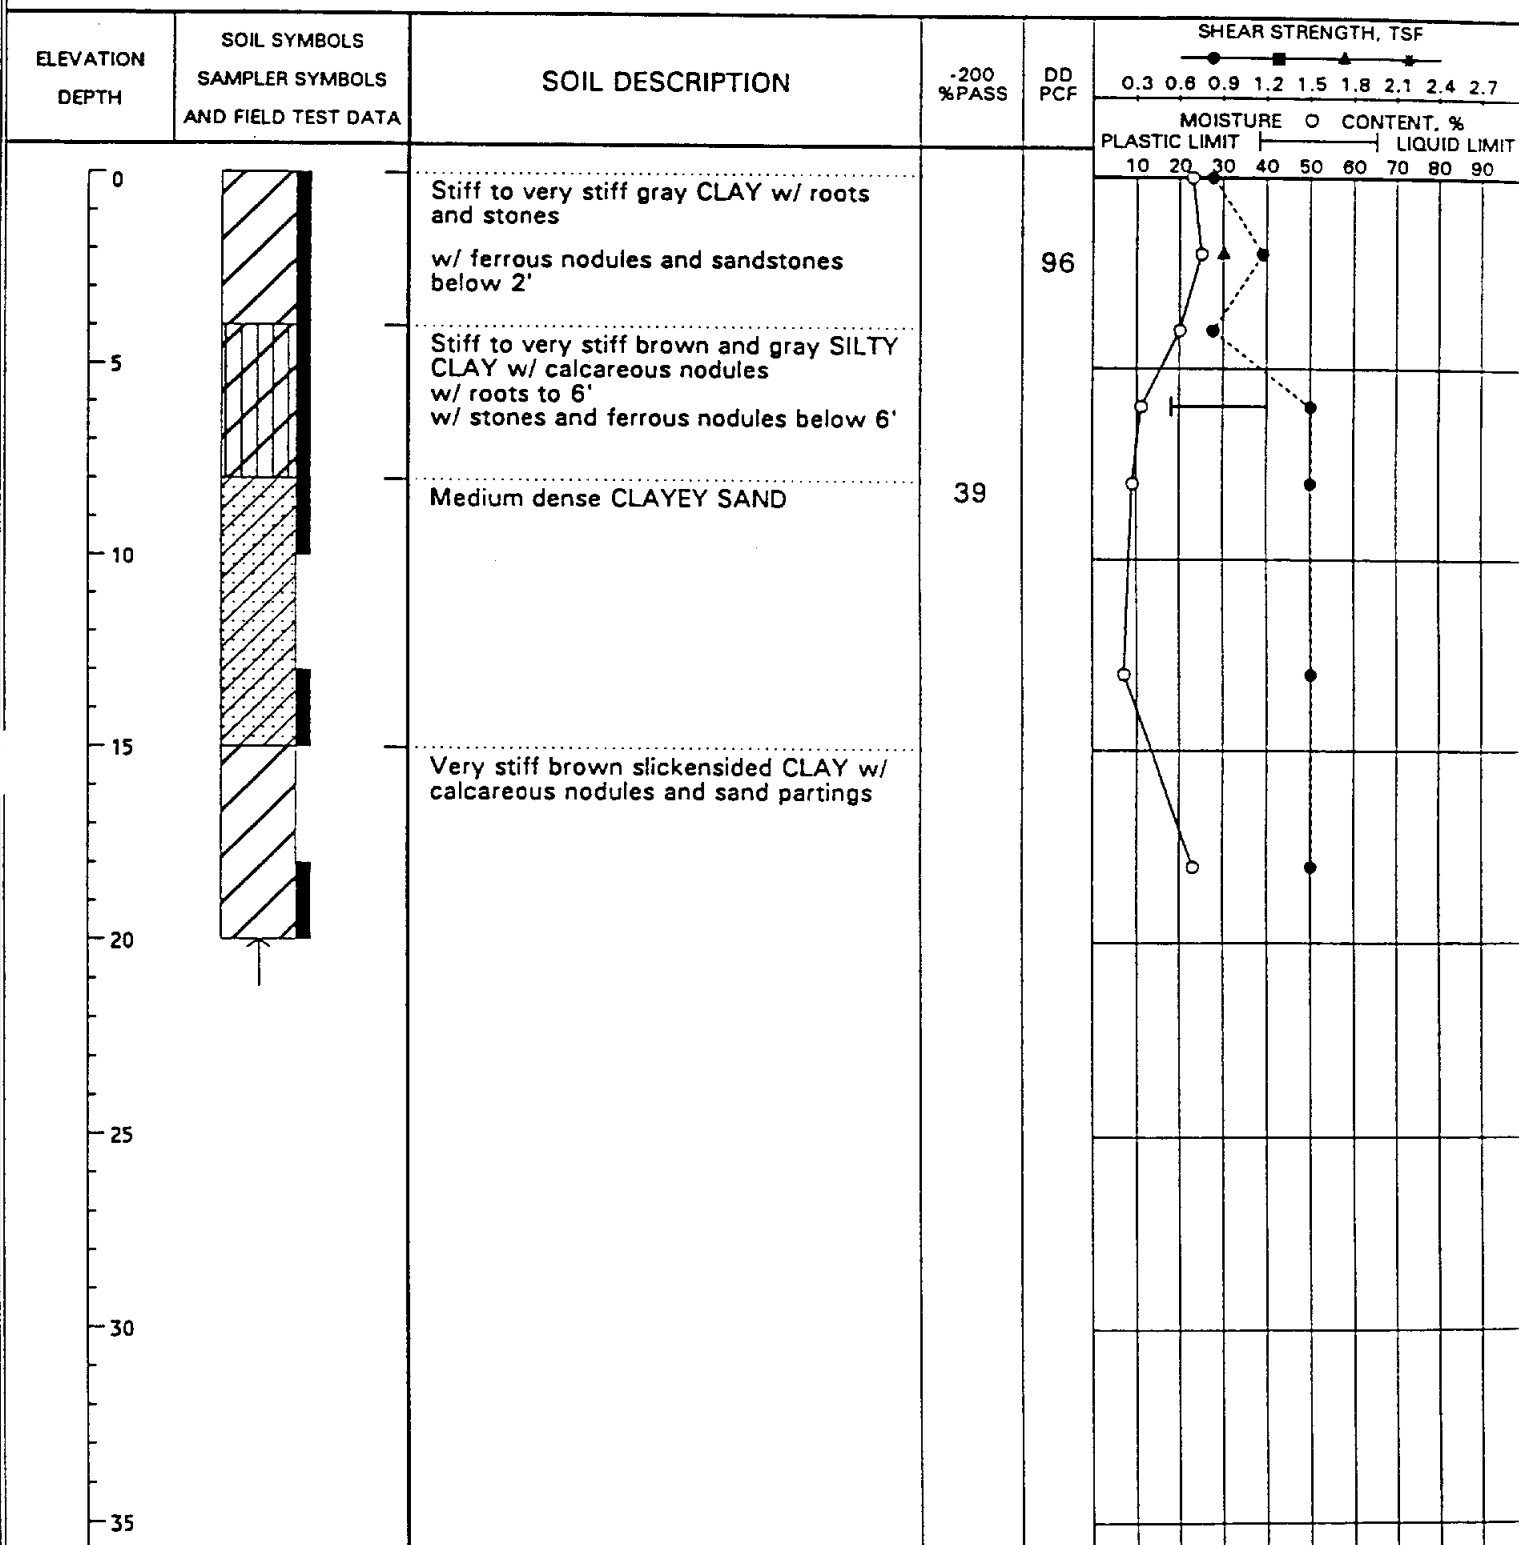 ELEVATION
DEPTH
SOIL SYMBOLS
SAMPLER SYMBOLS
AND FIELD TEST DATA
SOIL DESCRIPTION
-200
%PASS
DD
PCF
SHEAR STRENGTH, TSF
0.3 0.6 0.9 1.2 1.5 1.8 2.1 2.4 2.7
MOISTURE O CONTENT, %
PLASTIC LIMIT LIQUID LIMIT
10 20 30 40 50 60 70 80 90
0
Stiff to very stiff gray CLAY w/ roots
and stones
w/ ferrous nodules and sandstones
below 2'
96
Stiff to very stiff brown and gray SILTY
CLAY w/ calcareous nodules
w/ roots to 6'
w/ stones and ferrous nodules below 6'
5
Medium dense CLAYEY SAND
39
10
15
Very stiff brown slickensided CLAY w/
calcareous nodules and sand partings
20
25
30
35